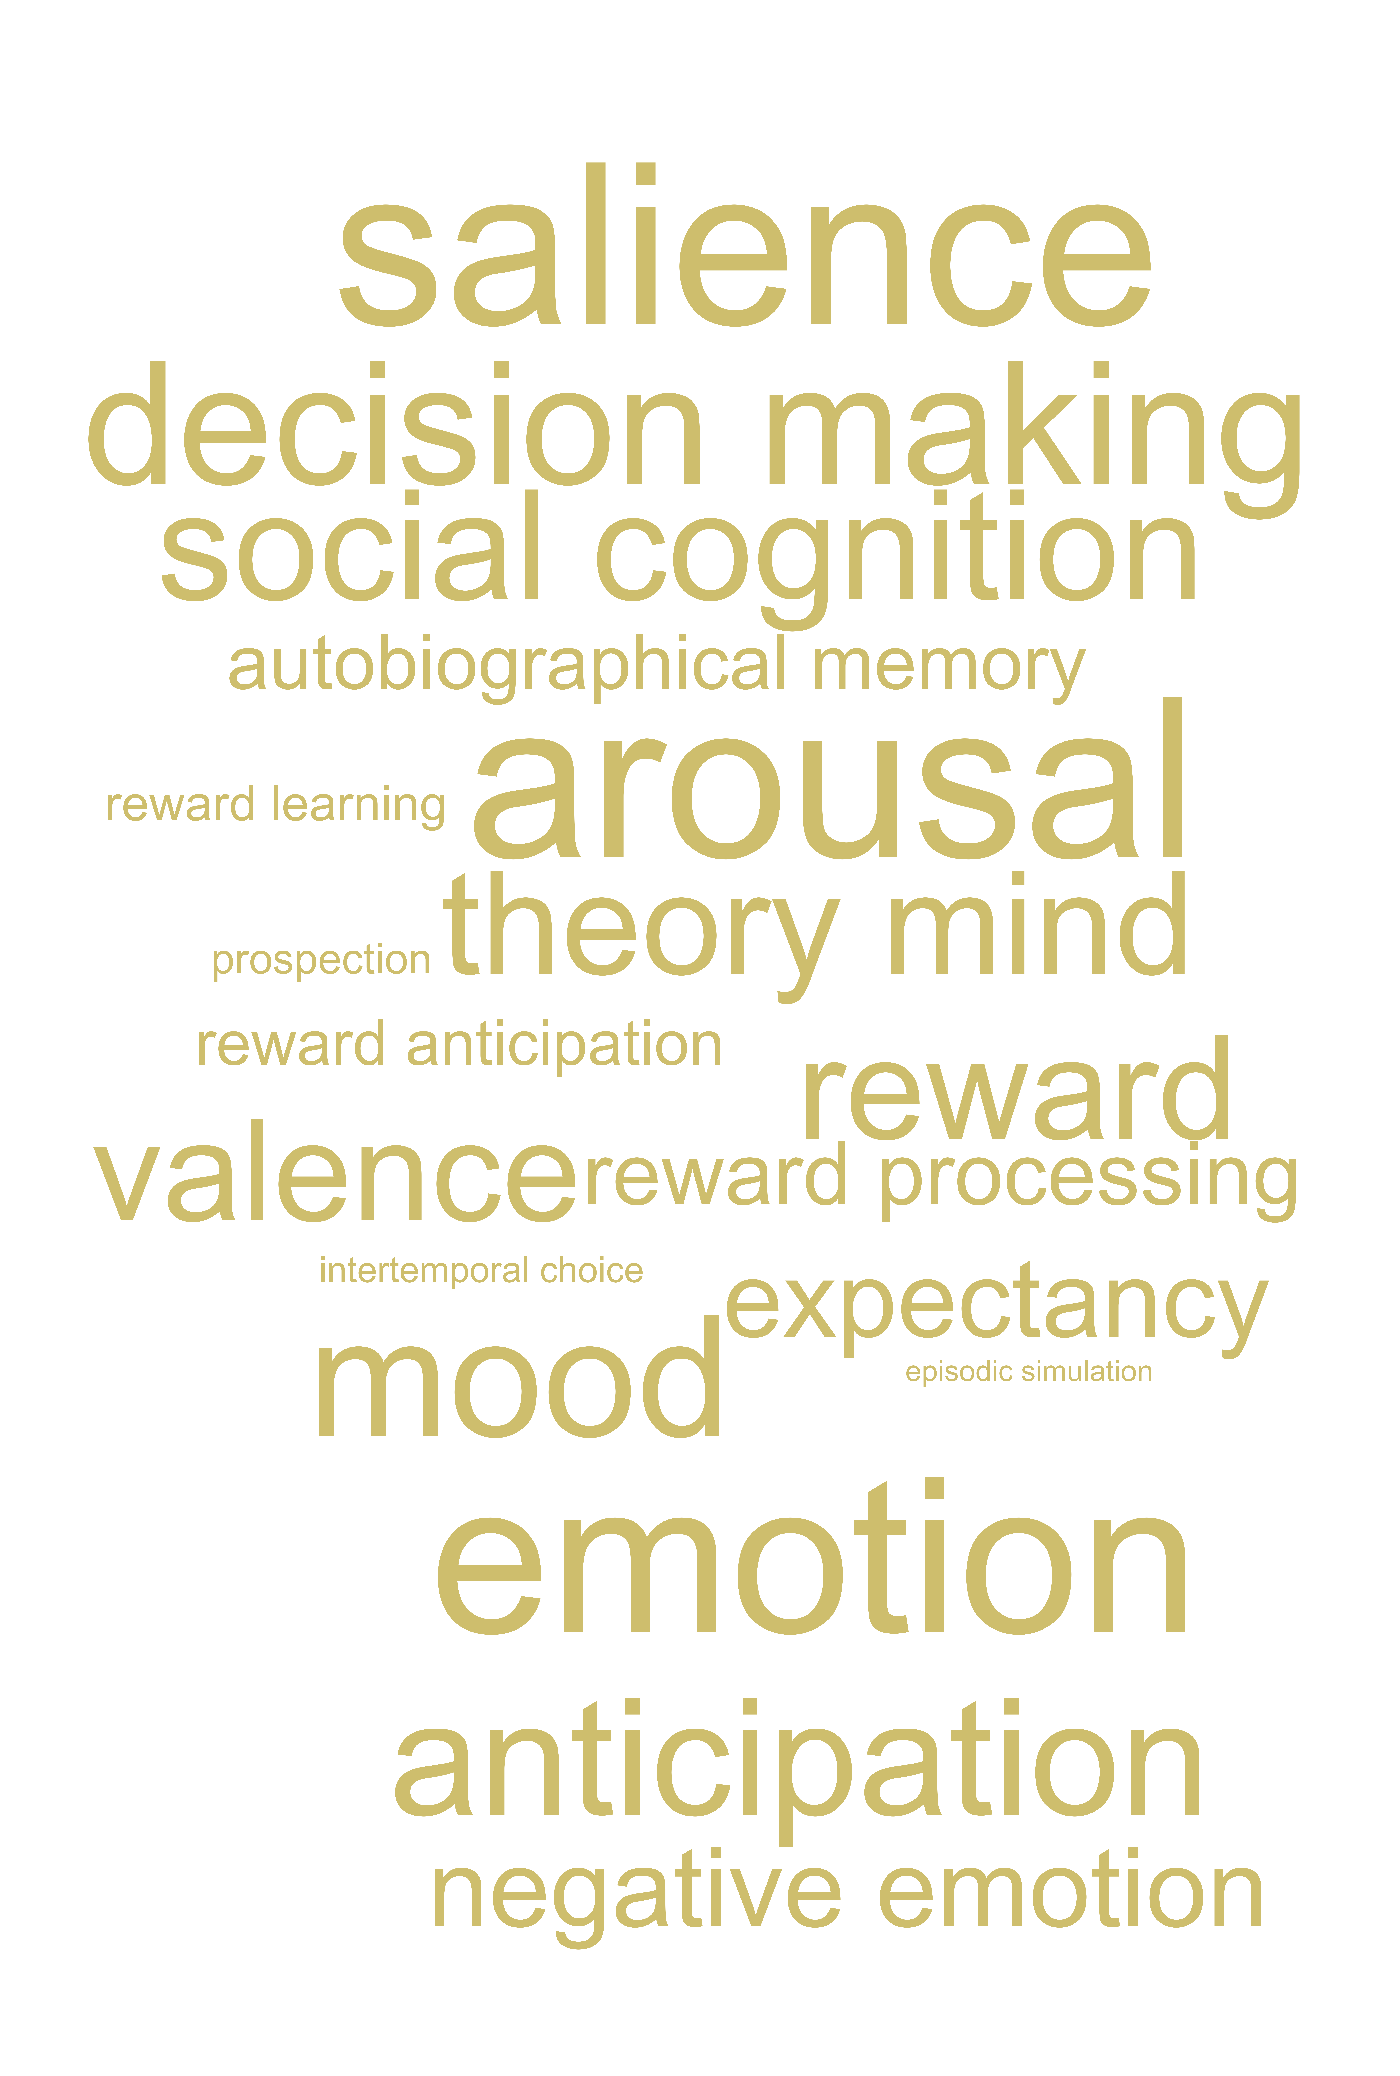 salience
decision making
social cognition
autobiographical memory
arousal
reward learning
theory mind
prospection
reward anticipation
reward
valence
reward processing
intertemporal choice
expectancy
mood
episodic simulation
emotion
anticipation
negative emotion